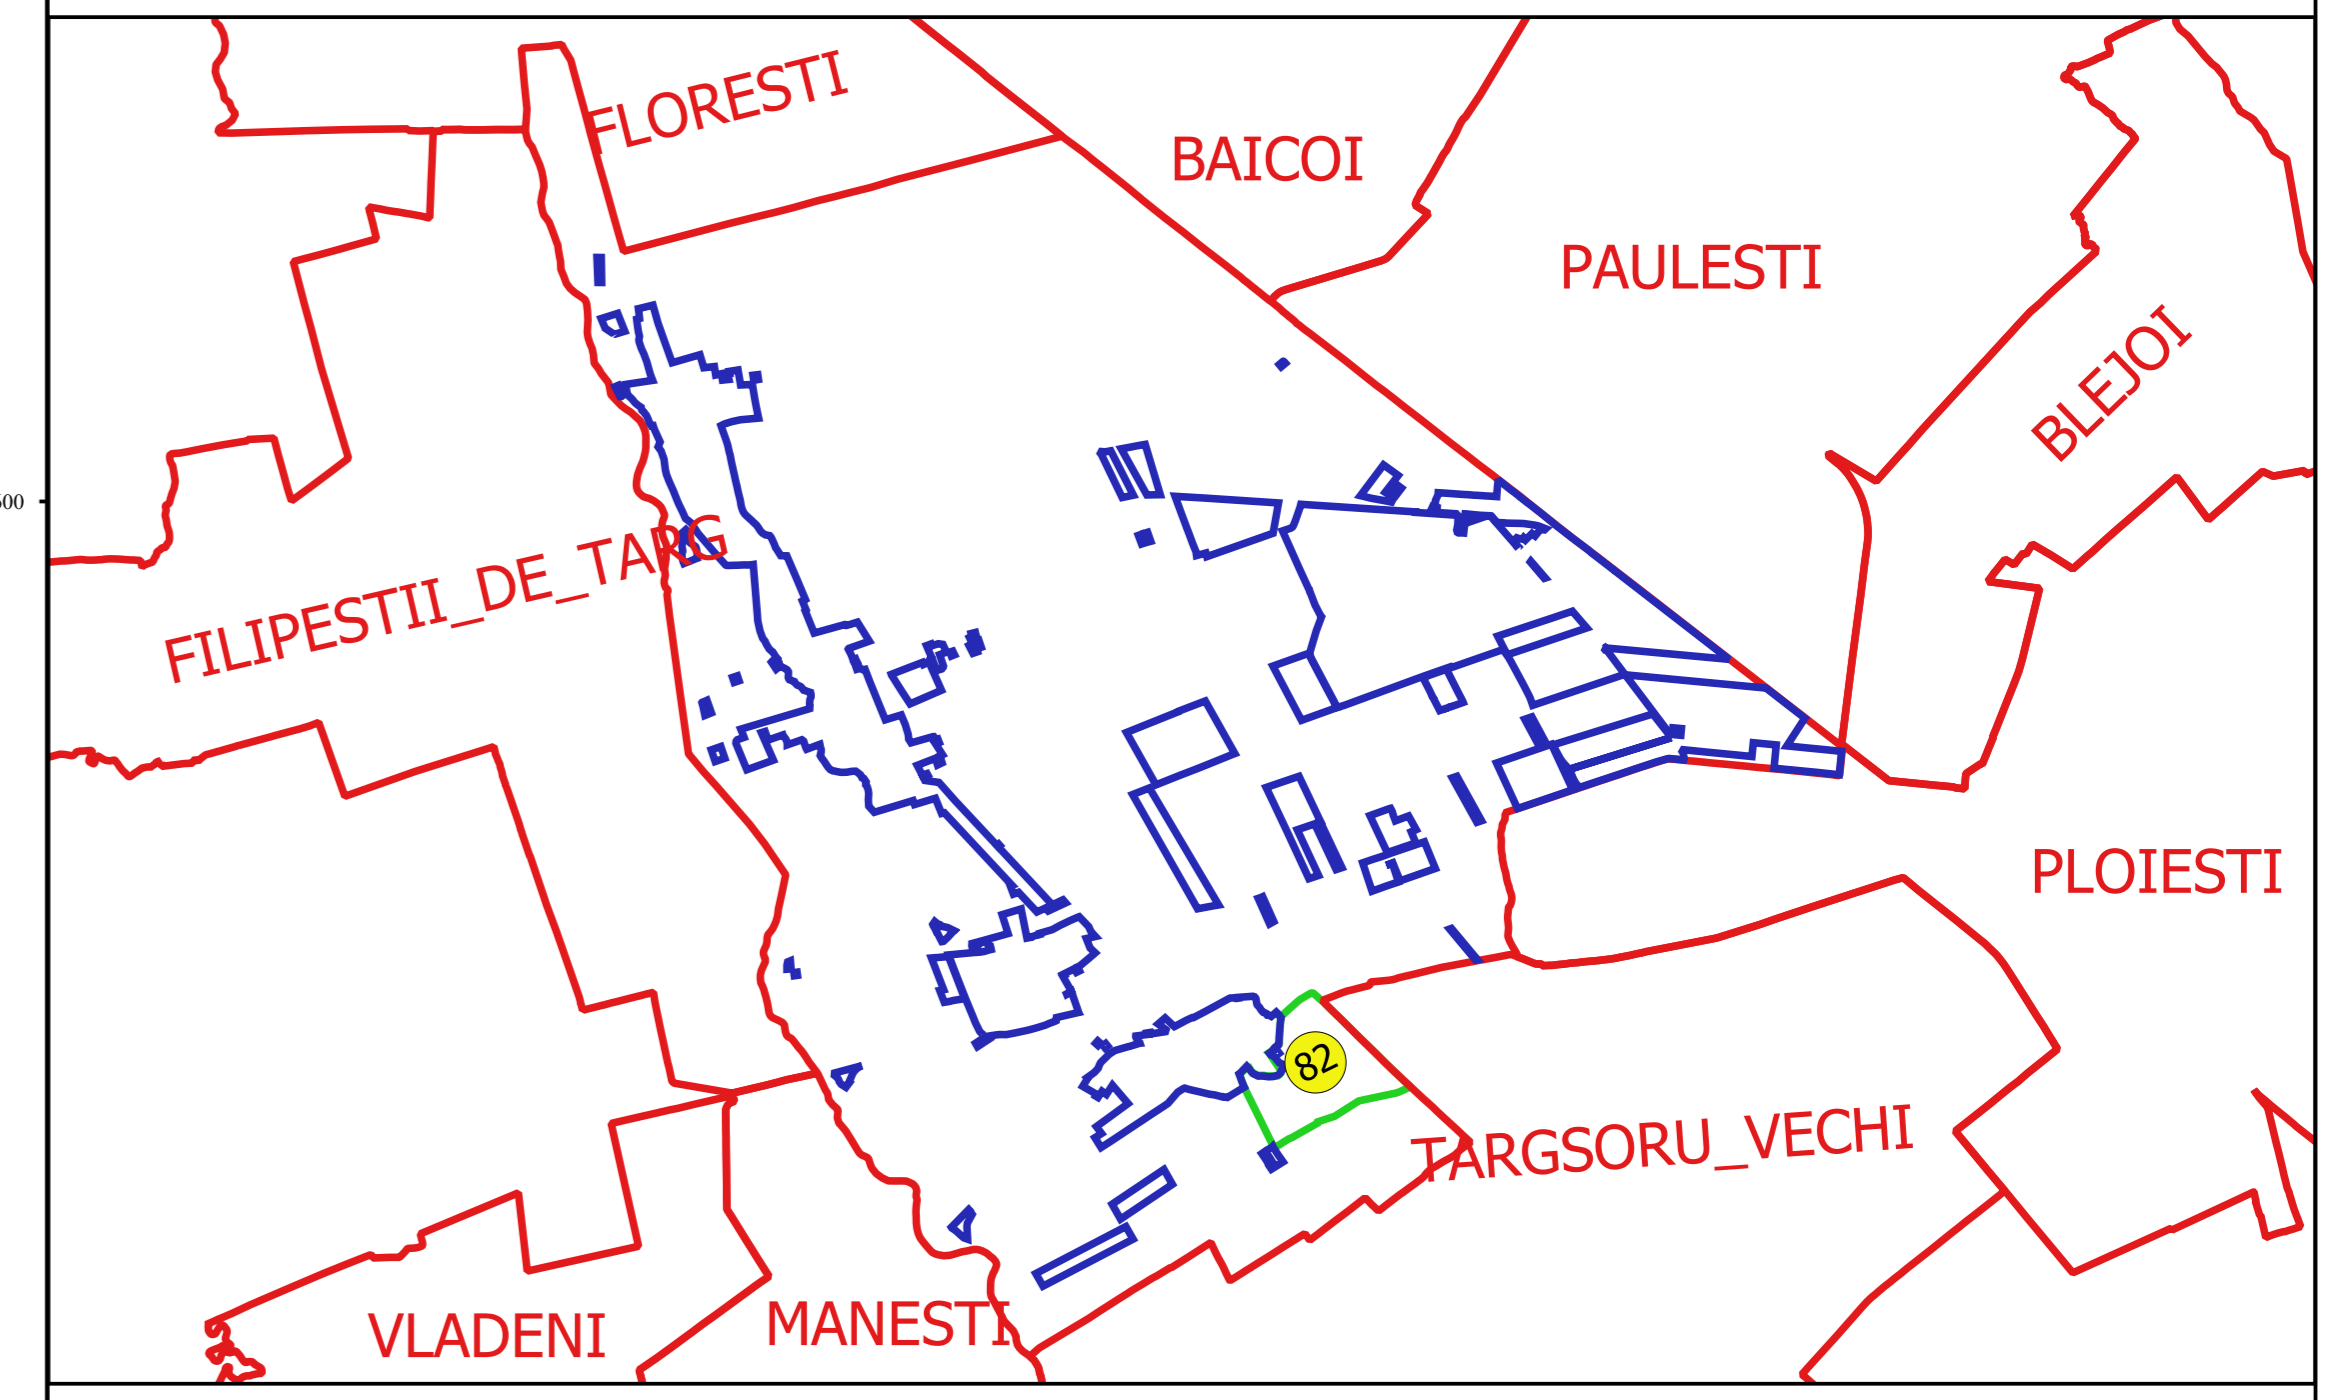 FLORESTI
BAICOI
PAULESTI
BLEJOI
FILIPESTII_DE_TARG
PLOIESTI
82
TARGSORU_VECHI
VLADENI
MANESTI